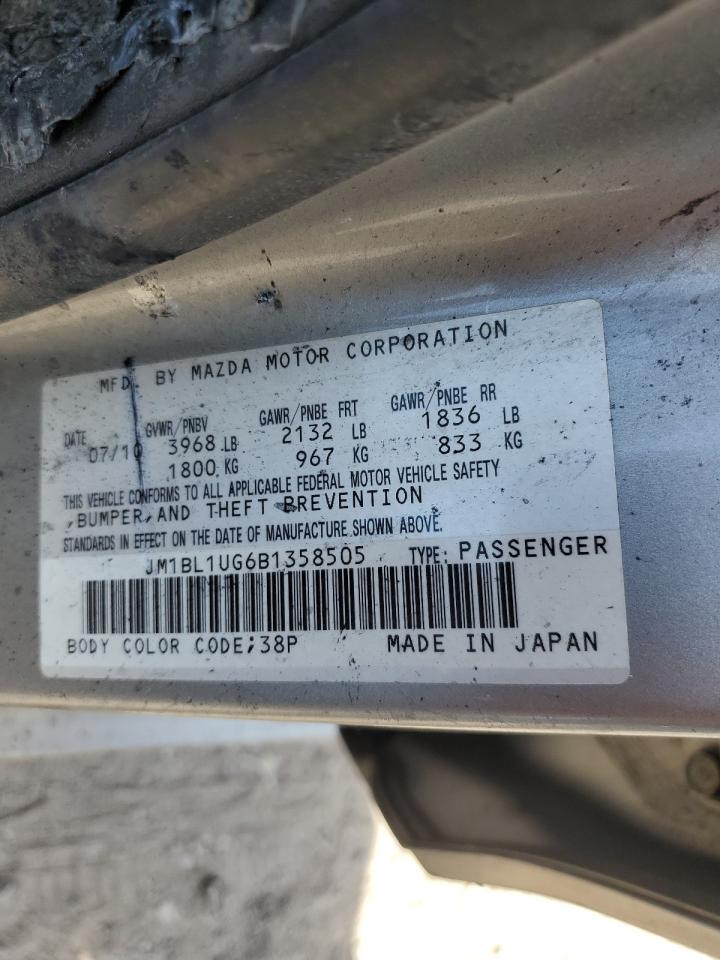 MFD. BY MAZDA MOTOR CORPORATION
DATE GVWR/PNBV GAWR/PNBE FRT GAWR/PNBE RR
07/10 3968 LB 2132 LB 1836 LB
1800 KG 967 KG 833 KG
THIS VEHICLE CONFORMS TO ALL APPLICABLE FEDERAL MOTOR VEHICLE SAFETY
,BUMPER,AND THEFT PREVENTION
STANDARDS IN EFFECT ON THE DATE OF MANUFACTURE SHOWN ABOVE.
JM1BL1UG6B1358505 TYPE: PASSENGER
BODY COLOR CODE;38P MADE IN JAPAN